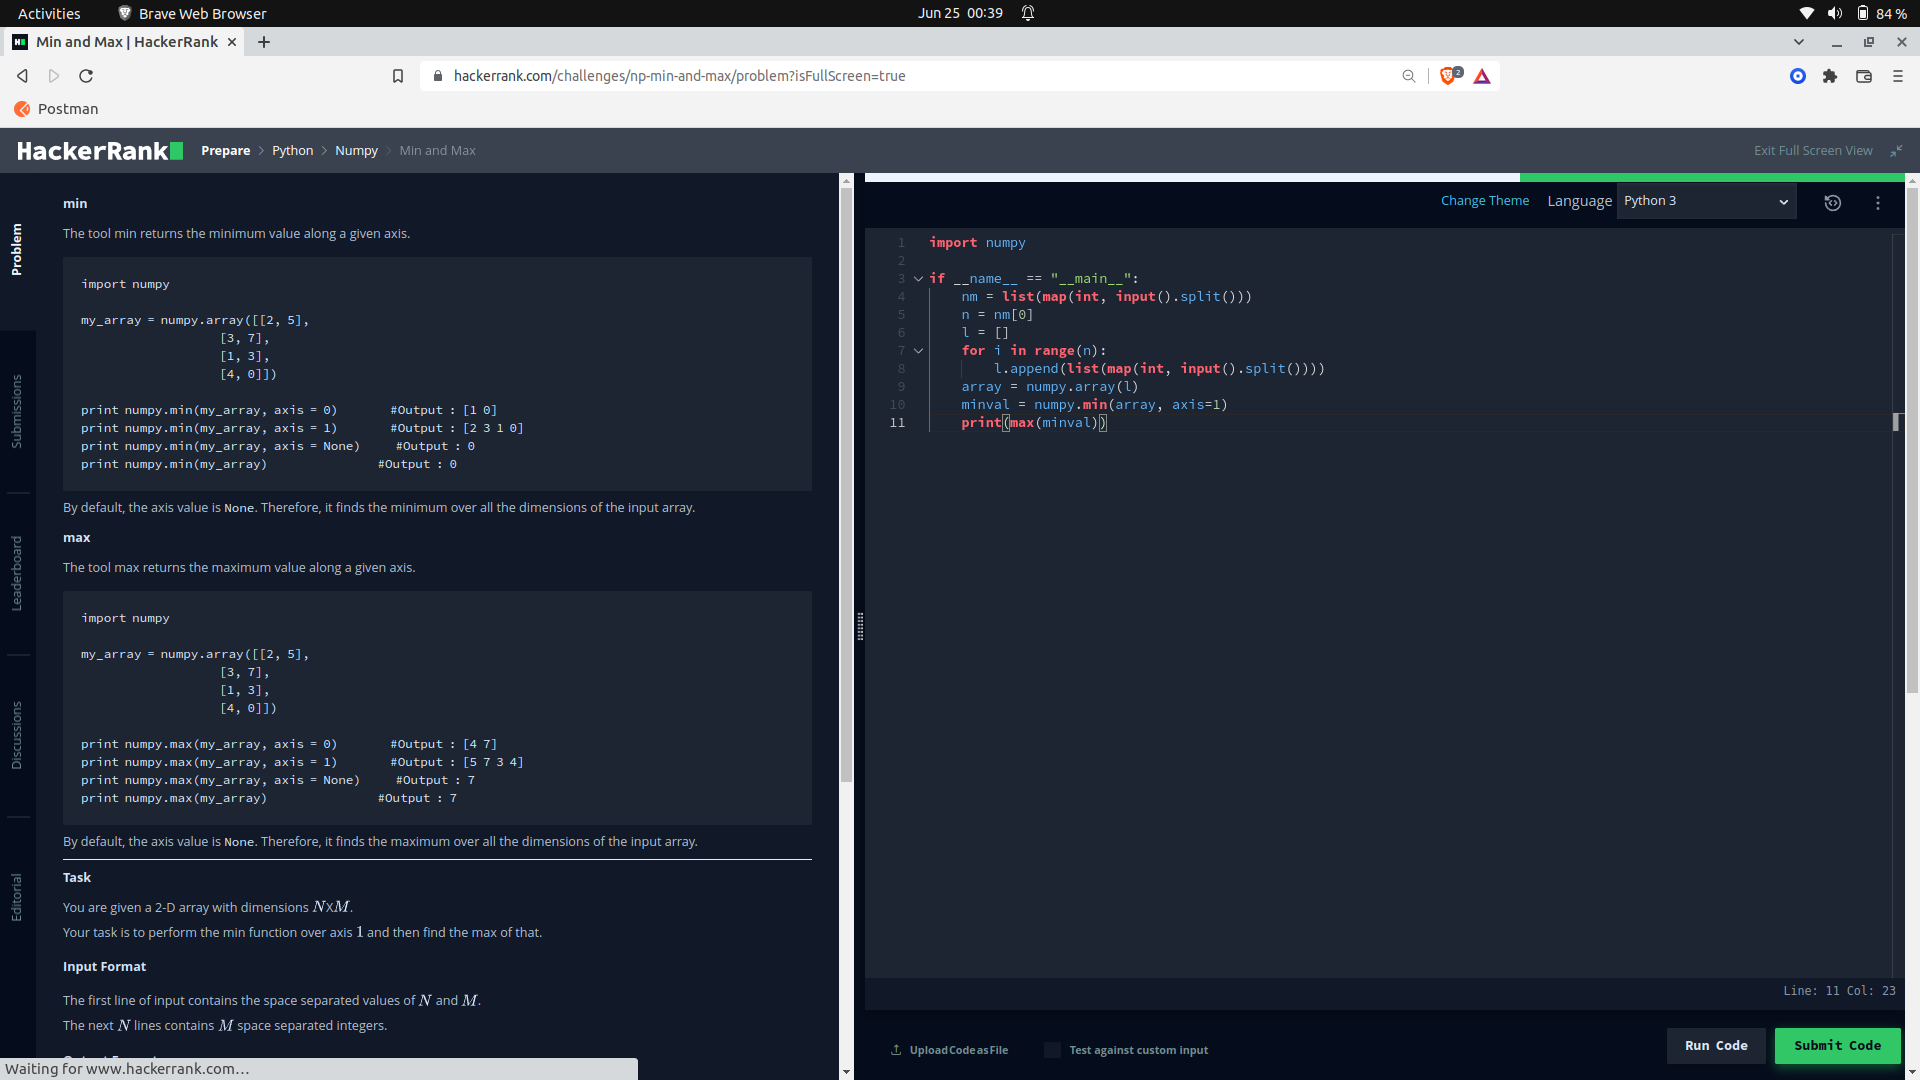 Activities Brave Web Browser Jun 25 00:39 84 %
Min and Max | HackerRank
hackerrank.com/challenges/np-min-and-max/problem?isFullScreen=true 2
Postman
HackerRank Prepare > Python > Numpy > Min and Max Exit Full Screen View
Problem
Submissions
Leaderboard
Discussions
Editorial
min
The tool min returns the minimum value along a given axis.
import numpy
my_array = numpy.array([[2, 5],
[3, 7],
[1, 3],
[4, 0]])
print numpy.min(my_array, axis = 0) #Output : [1 0]
print numpy.min(my_array, axis = 1) #Output : [2 3 1 0]
print numpy.min(my_array, axis = None) #Output : 0
print numpy.min(my_array) #Output : 0
By default, the axis value is None. Therefore, it finds the minimum over all the dimensions of the input array.
max
The tool max returns the maximum value along a given axis.
import numpy
my_array = numpy.array([[2, 5],
[3, 7],
[1, 3],
[4, 0]])
print numpy.max(my_array, axis = 0) #Output : [4 7]
print numpy.max(my_array, axis = 1) #Output : [5 7 3 4]
print numpy.max(my_array, axis = None) #Output : 7
print numpy.max(my_array) #Output : 7
By default, the axis value is None. Therefore, it finds the maximum over all the dimensions of the input array.
Task
You are given a 2-D array with dimensions NXM.
Your task is to perform the min function over axis 1 and then find the max of that.
Input Format
The first line of input contains the space separated values of N and M.
The next N lines contains M space separated integers.
Waiting for www.hackerrank.com...
Change Theme Language Python 3
1 import numpy
2
3 if __name__ == "__main__":
4 nm = list(map(int, input().split()))
5 n = nm[0]
6 l = []
7 for i in range(n):
8 l.append(list(map(int, input().split())))
9 array = numpy.array(l)
10 minval = numpy.min(array, axis=1)
11 print(max(minval))
Line: 11 Col: 23
Upload Code as File Test against custom input Run Code Submit Code